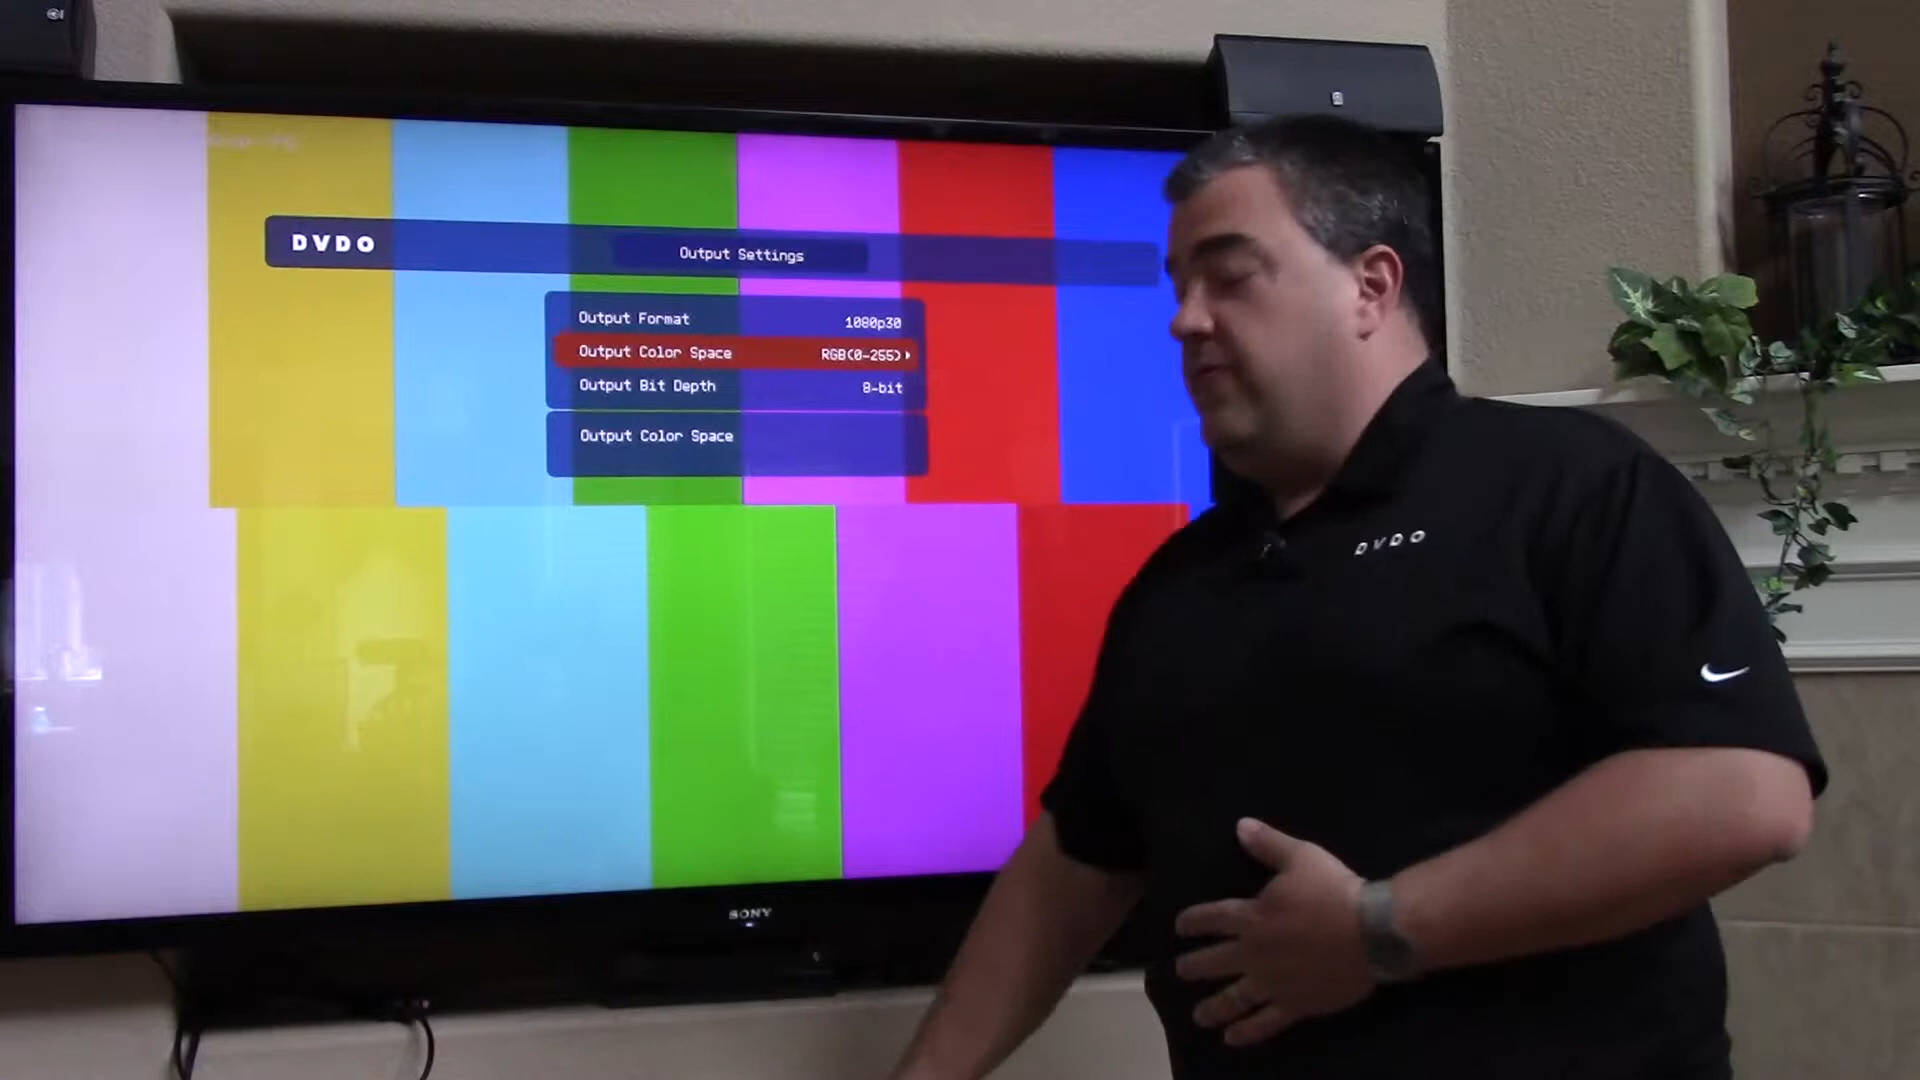 DVDO
Output Settings
Output Format 1080p30
Output Color Space RGB(0-255)
Output Bit Depth 8-bit
Output Color Space
DVDO
SONY